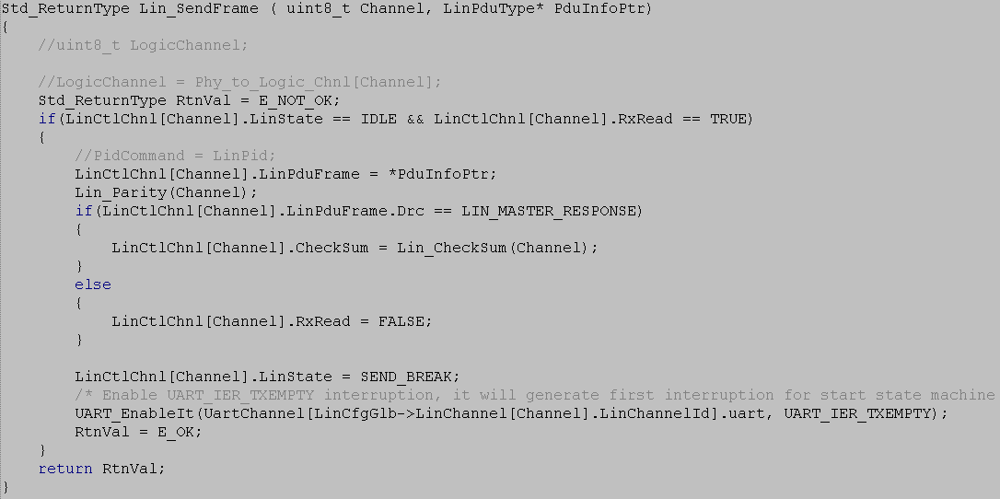 Std_ReturnType Lin_SendFrame ( uint8_t Channel, LinPduType* PduInfoPtr)
{
    //uint8_t LogicChannel;

    //LogicChannel = Phy_to_Logic_Chnl[Channel];
    Std_ReturnType RtnVal = E_NOT_OK;
    if(LinCtlChnl[Channel].LinState == IDLE && LinCtlChnl[Channel].RxRead == TRUE)
    {
        //PidCommand = LinPid;
        LinCtlChnl[Channel].LinPduFrame = *PduInfoPtr;
        Lin_Parity(Channel);
        if(LinCtlChnl[Channel].LinPduFrame.Drc == LIN_MASTER_RESPONSE)
        {
            LinCtlChnl[Channel].CheckSum = Lin_CheckSum(Channel);
        }
        else
        {
            LinCtlChnl[Channel].RxRead = FALSE;
        }

        LinCtlChnl[Channel].LinState = SEND_BREAK;
        /* Enable UART_IER_TXEMPTY interruption, it will generate first interruption for start state machine
        UART_EnableIt(UartChannel[LinCfgGlb->LinChannel[Channel].LinChannelId].uart, UART_IER_TXEMPTY);
        RtnVal = E_OK;
    }
    return RtnVal;
}